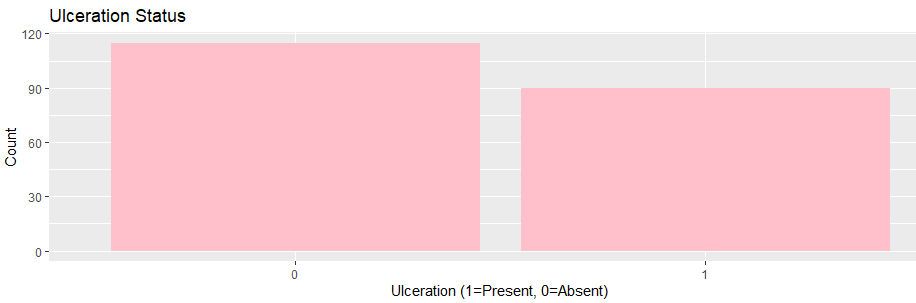 Ulceration Status
Count
120
90
60
30
0
0 1
Ulceration (1=Present, 0=Absent)